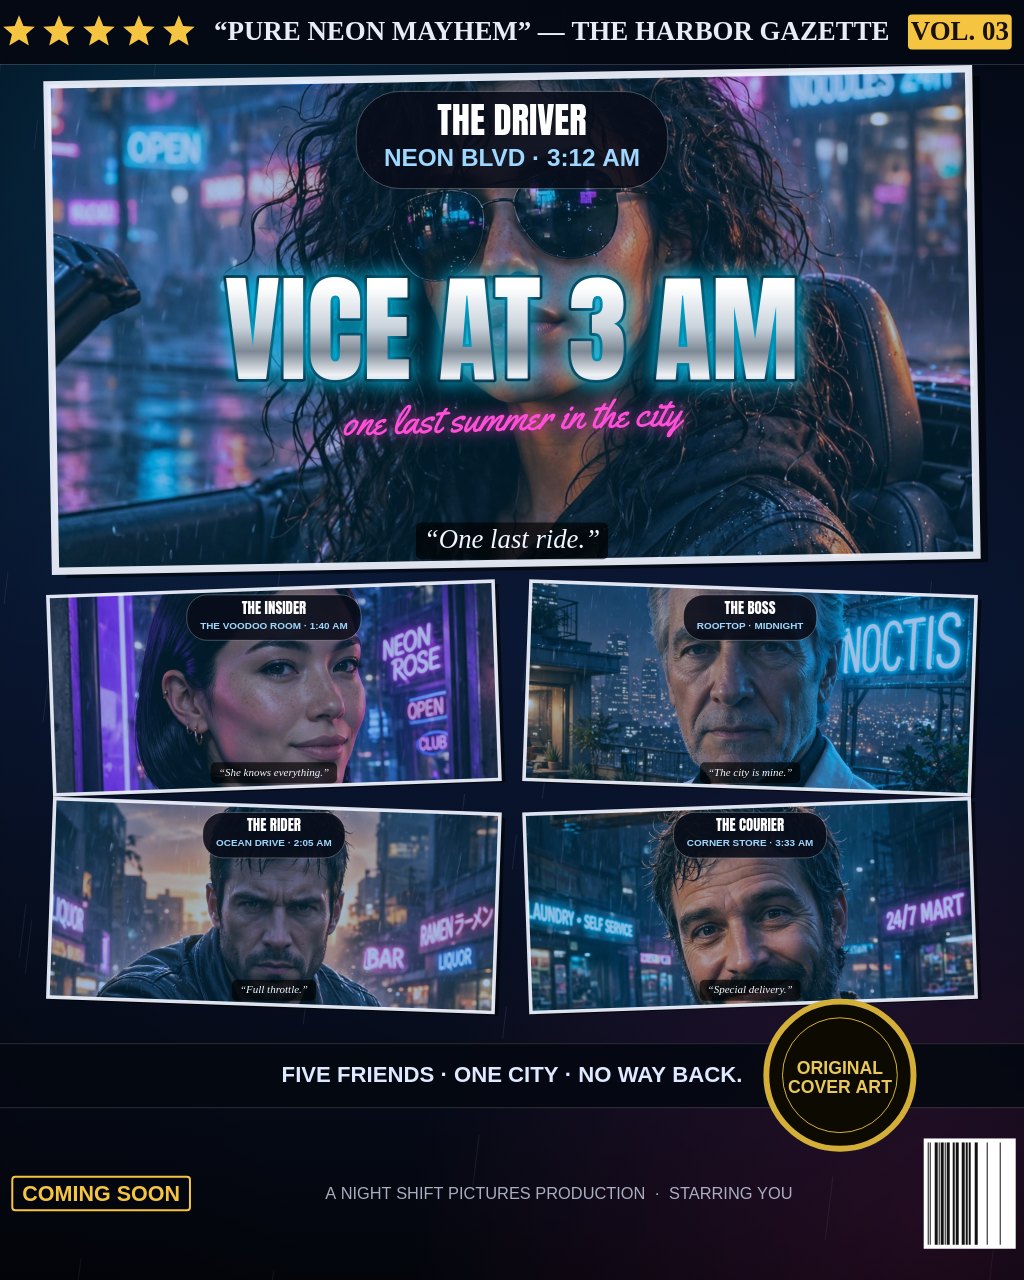 “PURE NEON MAYHEM” — THE HARBOR GAZETTE
VOL. 03
THE DRIVER
NEON BLVD · 3:12 AM
OPEN
NOODLES 24H
VICE AT 3 AM
one last summer in the city
“One last ride.”
THE INSIDER
THE VOODOO ROOM · 1:40 AM
NEON
ROSE
OPEN
CLUB
“She knows everything.”
THE BOSS
ROOFTOP · MIDNIGHT
NOCTIS
“The city is mine.”
THE RIDER
OCEAN DRIVE · 2:05 AM
LIQUOR
BAR
RAMEN ラーメン
LIQUOR
“Full throttle.”
THE COURIER
CORNER STORE · 3:33 AM
LAUNDRY • SELF SERVICE
24/7 MART
“Special delivery.”
FIVE FRIENDS · ONE CITY · NO WAY BACK.
ORIGINAL
COVER ART
COMING SOON
A NIGHT SHIFT PICTURES PRODUCTION · STARRING YOU